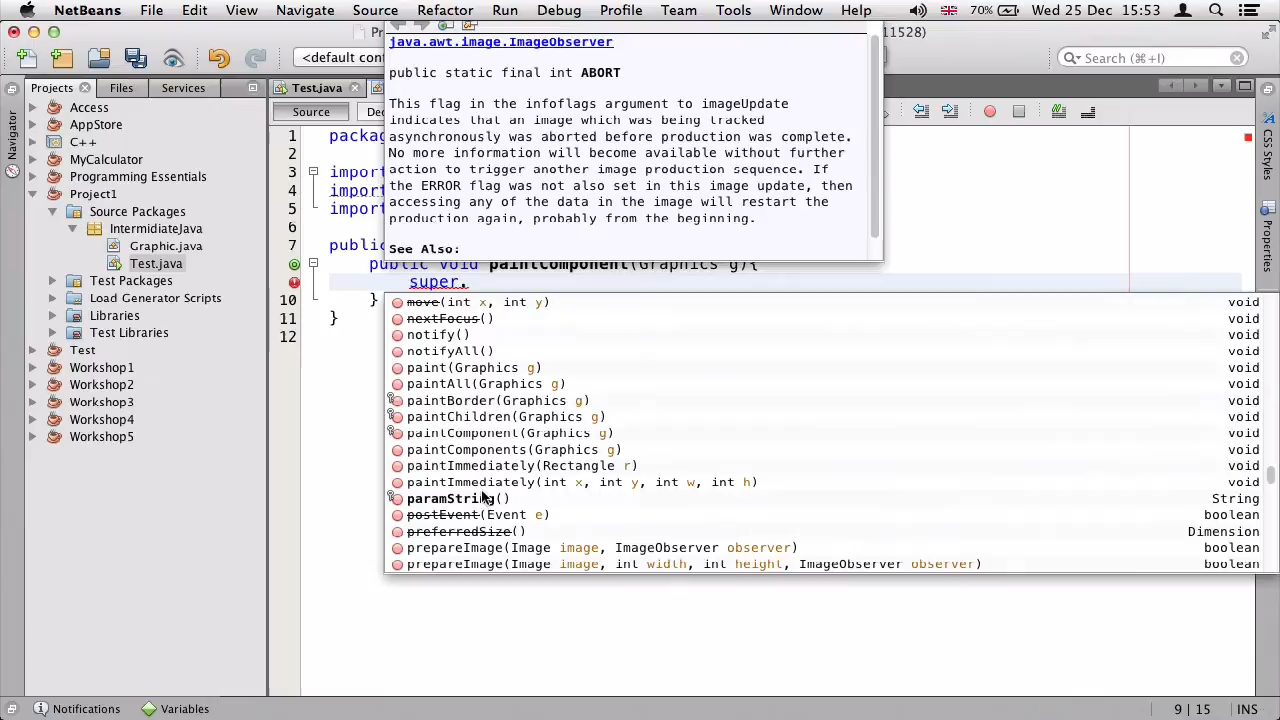 NetBeans File Edit View Navigate Source Refactor Run Debug Profile Team Tools Window Help 70% Wed 25 Dec 15:53
11528)
<default con
Search (⌘+I)
Projects Files Services
Test.java
Source
Navigator
Access
AppStore
C++
MyCalculator
Programming Essentials
Project1
Source Packages
IntermidiateJava
Graphic.java
Test.java
Test Packages
Load Generator Scripts
Libraries
Test Libraries
Test
Workshop1
Workshop2
Workshop3
Workshop4
Workshop5
java.awt.image.ImageObserver
public static final int ABORT
This flag in the infoflags argument to imageUpdate
indicates that an image which was being tracked
asynchronously was aborted before production was complete.
No more information will become available without further
action to trigger another image production sequence. If
the ERROR flag was not also set in this image update, then
accessing any of the data in the image will restart the
production again, probably from the beginning.
See Also:
1 packag
2
3 import
4 import
5 import
6
7 public
public void paintComponent(Graphics g){
super.
10 }
11 }
12
move(int x, int y) void
nextFocus() void
notify() void
notifyAll() void
paint(Graphics g) void
paintAll(Graphics g) void
paintBorder(Graphics g) void
paintChildren(Graphics g) void
paintComponent(Graphics g) void
paintComponents(Graphics g) void
paintImmediately(Rectangle r) void
paintImmediately(int x, int y, int w, int h) void
paramString() String
postEvent(Event e) boolean
preferredSize() Dimension
prepareImage(Image image, ImageObserver observer) boolean
prepareImage(Image image, int width, int height, ImageObserver observer) boolean
CSS Styles
Properties
Notifications Variables 9 | 15 INS